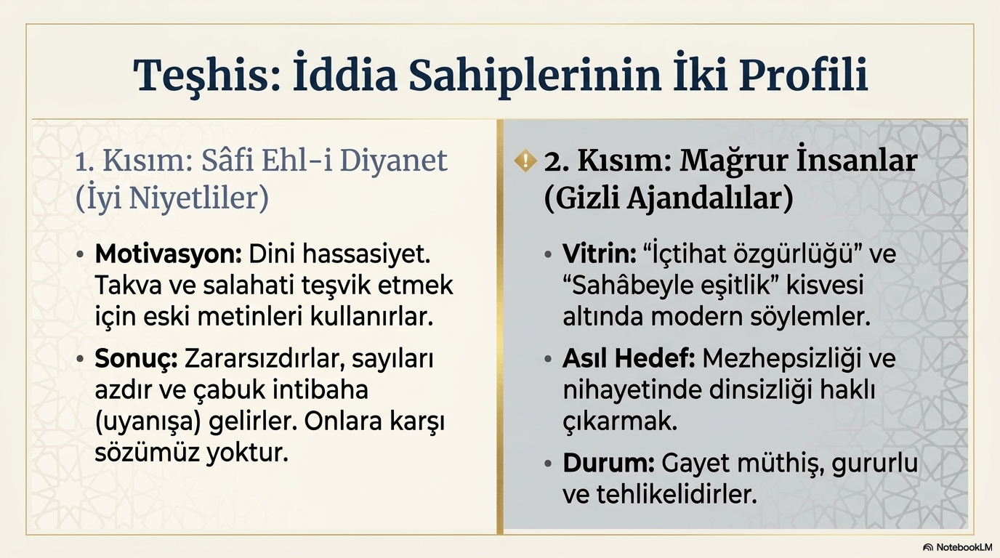 Teşhis: İddia Sahiplerinin İki Profili
1. Kısım: Sâfi Ehl-i Diyanet
(İyi Niyetliler)
• Motivasyon: Dini hassasiyet.
Takva ve salahati teşvik etmek
için eski metinleri kullanırlar.
• Sonuç: Zararsızdırlar, sayıları
azdır ve çabuk intibaha
(uyanışa) gelirler. Onlara karşı
sözümüz yoktur.
2. Kısım: Mağrur İnsanlar
(Gizli Ajandalılar)
• Vitrin: “İçtihat özgürlüğü” ve
“Sahâbeyle eşitlik” kisvesi
altında modern söylemler.
• Asıl Hedef: Mezhepsizliği ve
nihayetinde dinsizliği haklı
çıkarmak.
• Durum: Gayet müthiş, gururlu
ve tehlikelidirler.
NotebookLM